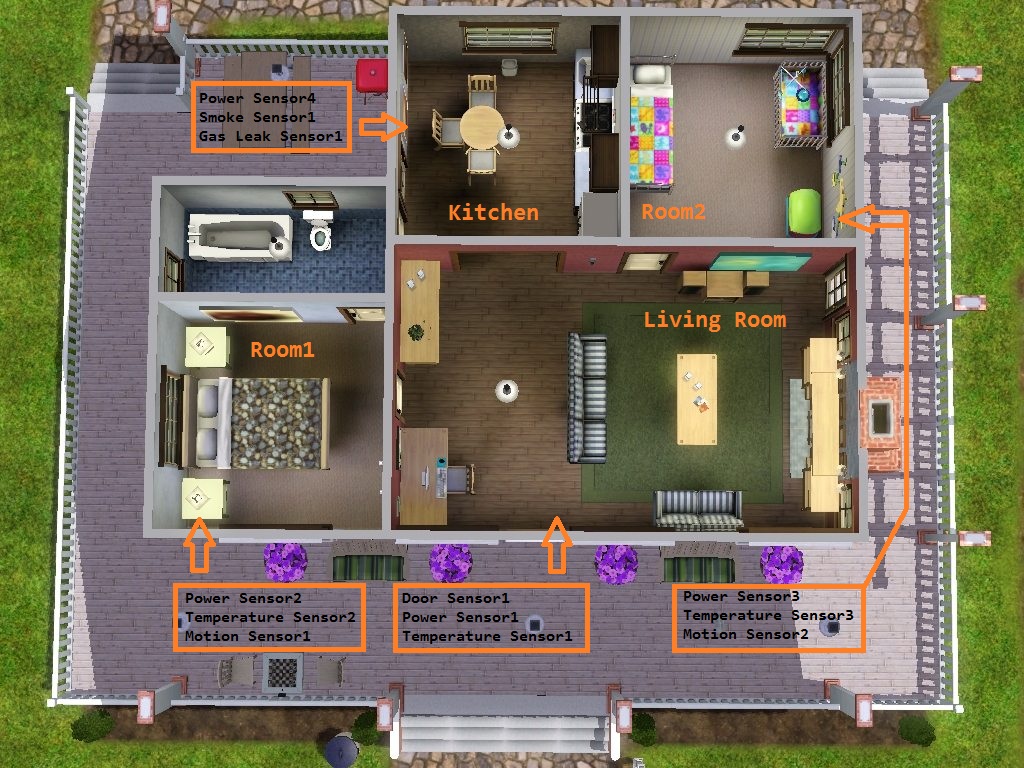 Power Sensor4
Smoke Sensor1
Gas Leak Sensor1
Kitchen
Room2
Living Room
Room1
Power Sensor2
Temperature Sensor2
Motion Sensor1
Door Sensor1
Power Sensor1
Temperature Sensor1
Power Sensor3
Temperature Sensor3
Motion Sensor2